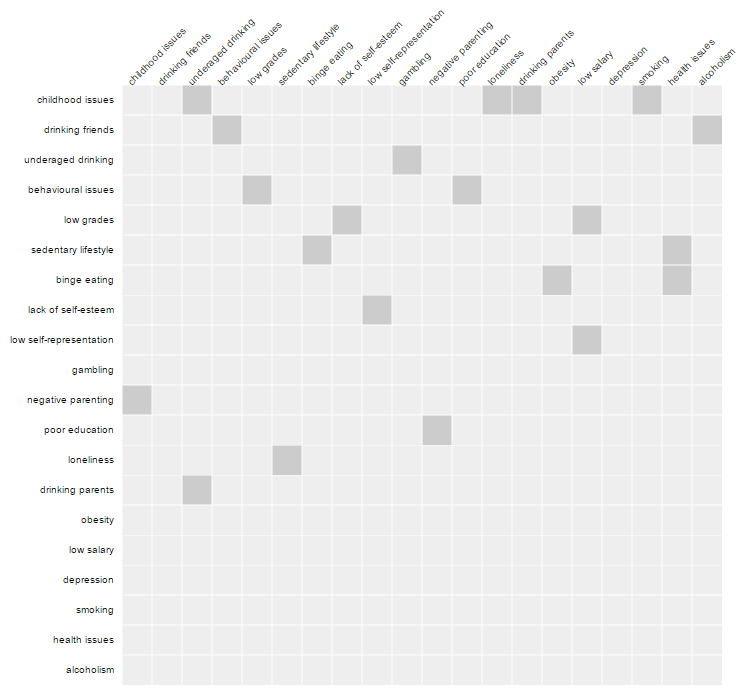 childhood issues
drinking friends
underaged drinking
behavioural issues
low grades
sedentary lifestyle
binge eating
lack of self-esteem
low self-representation
gambling
negative parenting
poor education
loneliness
drinking parents
obesity
low salary
depression
smoking
health issues
alcoholism
childhood issues
drinking friends
underaged drinking
behavioural issues
low grades
sedentary lifestyle
binge eating
lack of self-esteem
low self-representation
gambling
negative parenting
poor education
loneliness
drinking parents
obesity
low salary
depression
smoking
health issues
alcoholism